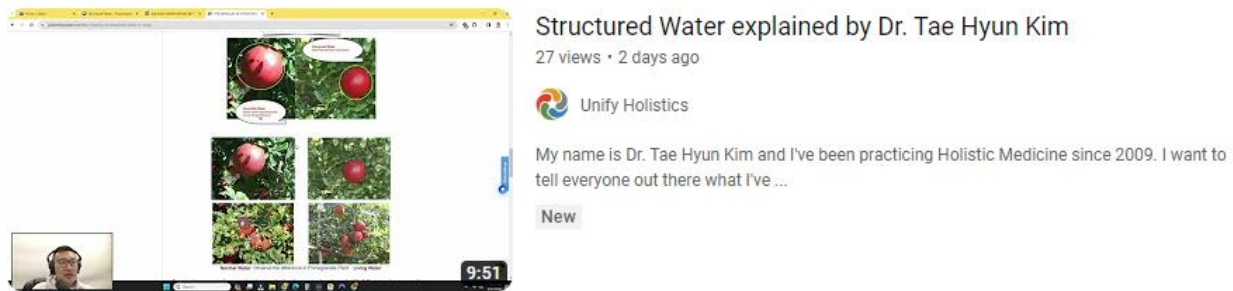 Structured Water explained by Dr. Tae Hyun Kim
27 views • 2 days ago
Unify Holistics
My name is Dr. Tae Hyun Kim and I've been practicing Holistic Medicine since 2009. I want to
tell everyone out there what I've ...
New
9:51